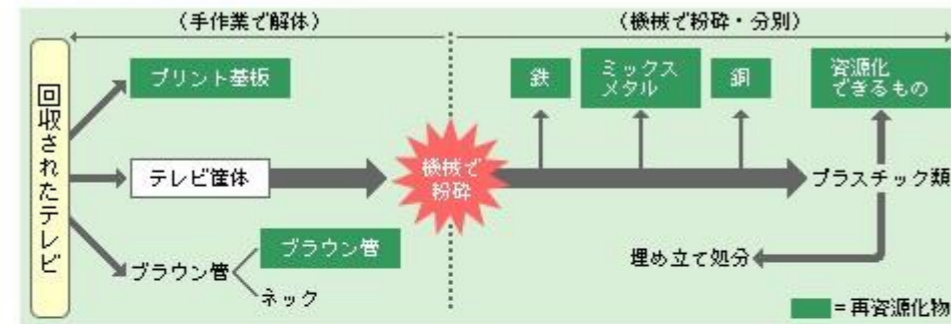 (手作業で解体)
(機械で粉砕・分別)
回収されたテレビ
プリント基板
テレビ筐体
ブラウン管
ブラウン管
ネック
機械で
粉砕
鉄
ミックス
メタル
銅
資源化
できるもの
プラスチック類
埋め立て処分
=再資源化物